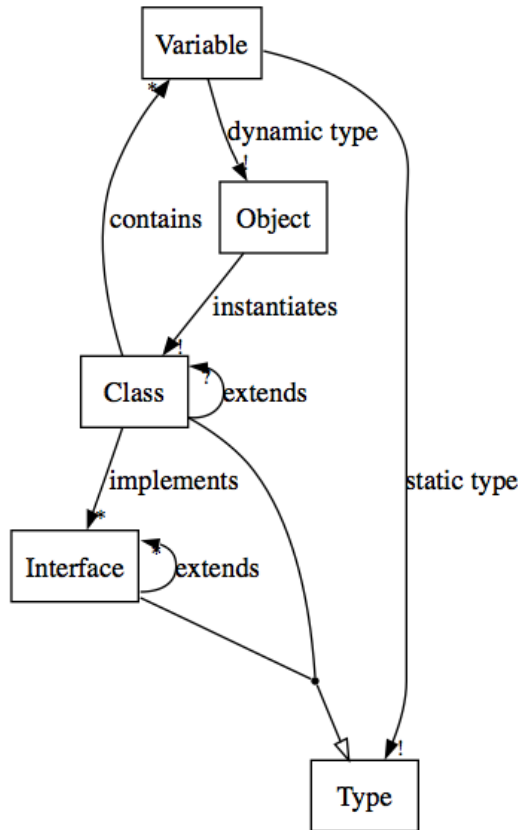 Variable
*
dynamic type
!
Object
contains
instantiates
!
Class
?
extends
implements
static type
*
Interface
*
extends
!
Type